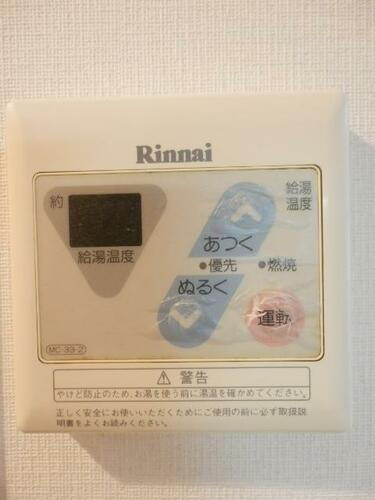 Rinnai
約
給湯温度
給湯
温度
あつく
●優先 ●燃焼
ぬるく
運転
MC-33-2
⚠ 警告
やけど防止のため、お湯を使う前に湯温を確かめてください。
正しく安全にお使いいただくためにご使用の前に必ず取扱説
明書をよくお読みください。